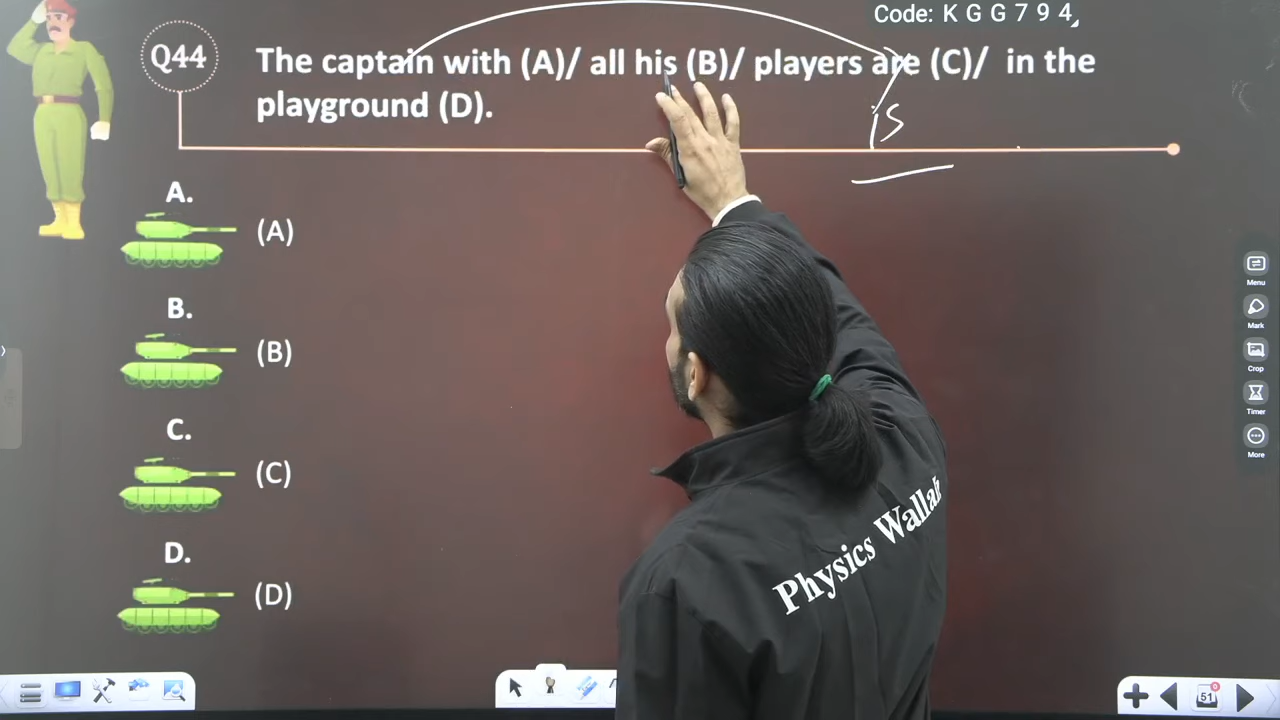 Code: K G G 7 9 4
Q44
The captain with (A)/ all his (B)/ players are (C)/ in the
playground (D).
is
A.
(A)
B.
(B)
C.
(C)
D.
(D)
Physics Wallah
Menu
Mark
Crop
Timer
More
51